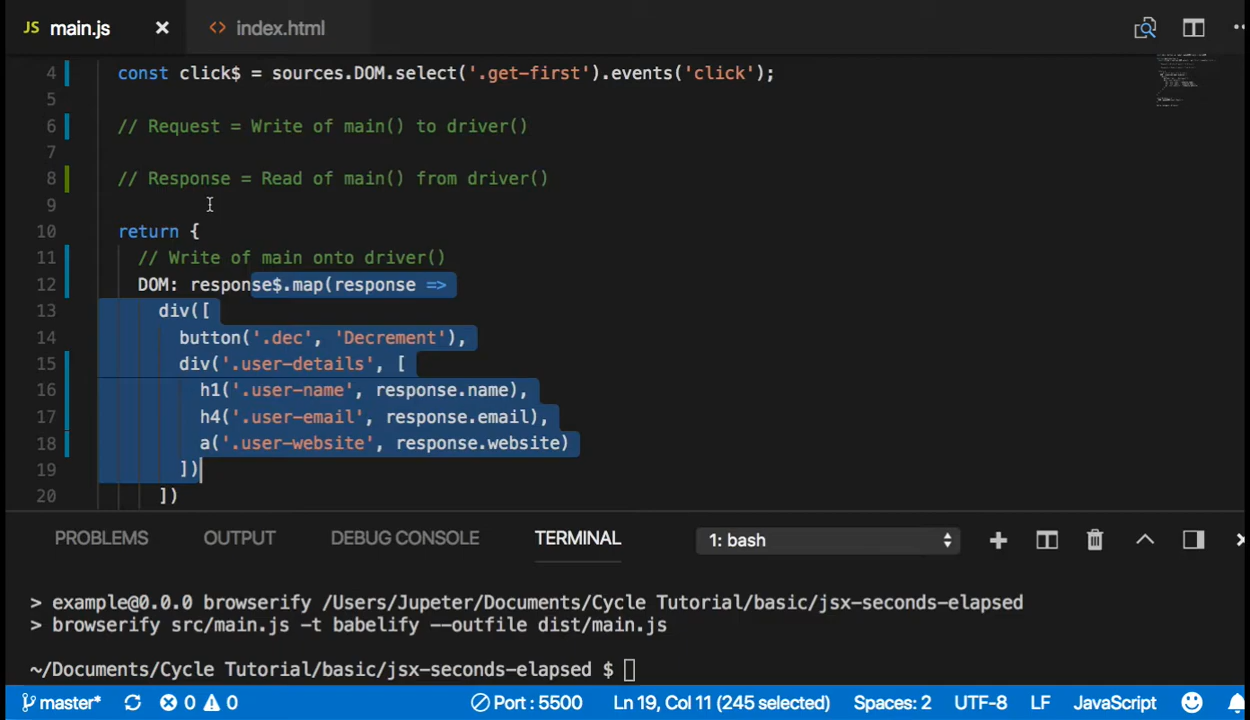 JS main.js × <> index.html
4 const click$ = sources.DOM.select('.get-first').events('click');
5
6 // Request = Write of main() to driver()
7
8 // Response = Read of main() from driver()
9
10 return {
11 // Write of main onto driver()
12 DOM: response$.map(response =>
13 div([
14 button('.dec', 'Decrement'),
15 div('.user-details', [
16 h1('.user-name', response.name),
17 h4('.user-email', response.email),
18 a('.user-website', response.website)
19 ])
20 ])
PROBLEMS OUTPUT DEBUG CONSOLE TERMINAL 1: bash
> example@0.0.0 browserify /Users/Jupeter/Documents/Cycle Tutorial/basic/jsx-seconds-elapsed
> browserify src/main.js -t babelify --outfile dist/main.js
~/Documents/Cycle Tutorial/basic/jsx-seconds-elapsed $
master* 0 0 Port : 5500 Ln 19, Col 11 (245 selected) Spaces: 2 UTF-8 LF JavaScript